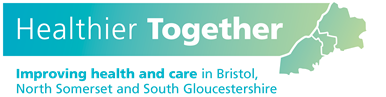 Healthier Together
Improving health and care in Bristol,
North Somerset and South Gloucestershire